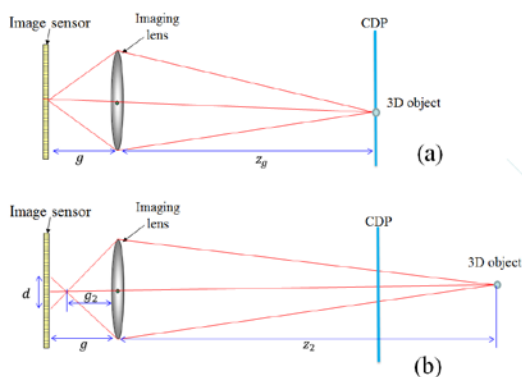 Image sensor
Imaging
lens
CDP
3D object
g
z_g
(a)
Image sensor
Imaging
lens
CDP
3D object
d
g_2
g
z_2
(b)